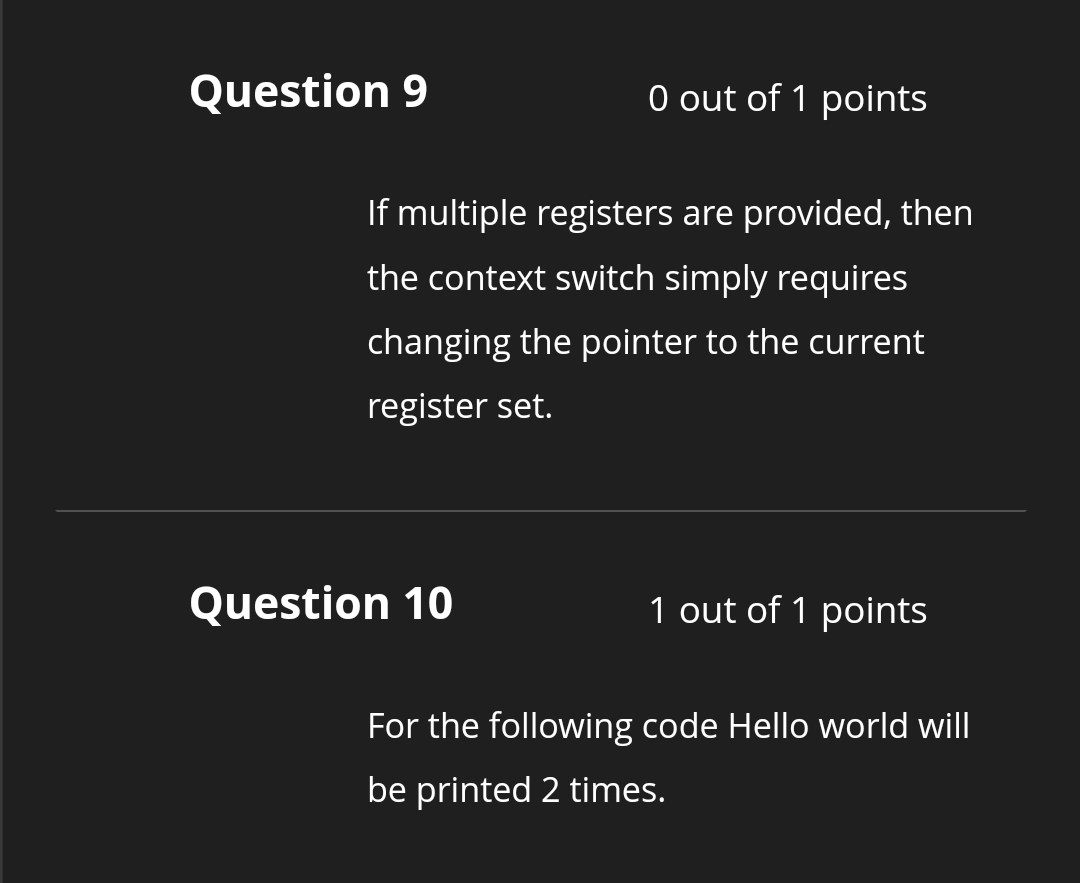 Question 9
0 out of 1 points
If multiple registers are provided, then
the context switch simply requires
changing the pointer to the current
register set.
Question 10
1 out of 1 points
For the following code Hello world will
be printed 2 times.